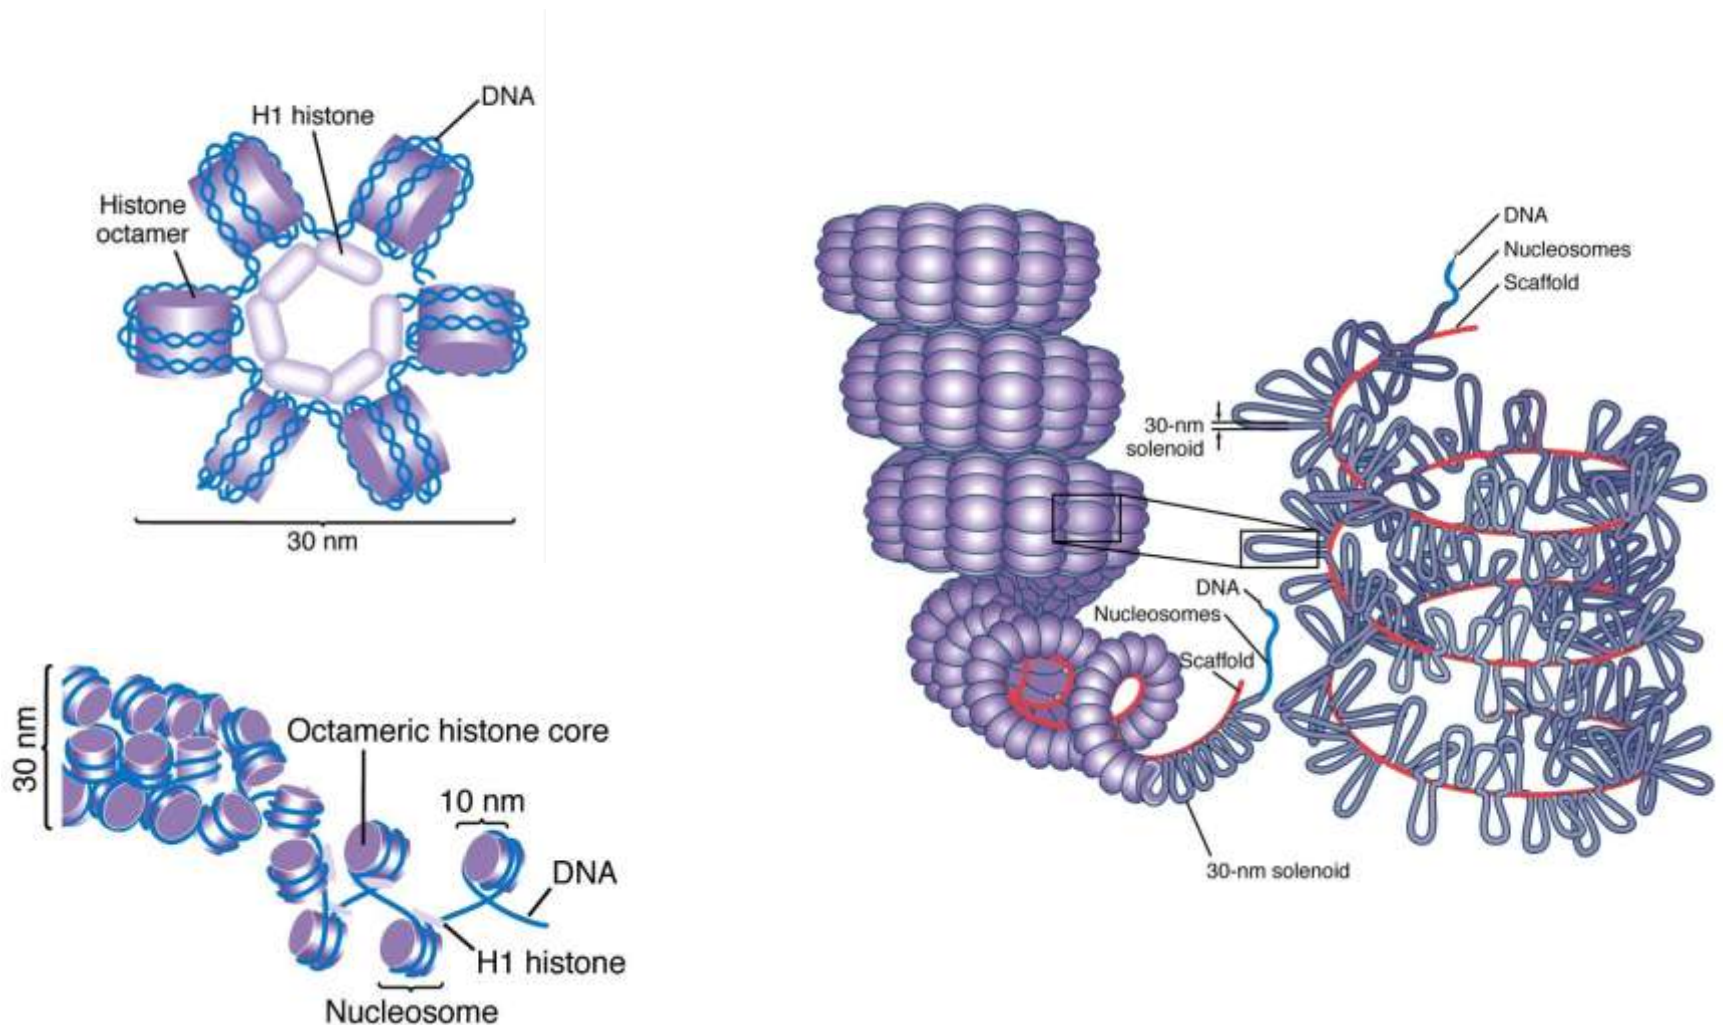 DNA
H1 histone
Histone
octamer
30 nm
30 nm
Octameric histone core
10 nm
DNA
H1 histone
Nucleosome
DNA
Nucleosomes
Scaffold
30-nm
solenoid
DNA
Nucleosomes
Scaffold
30-nm solenoid